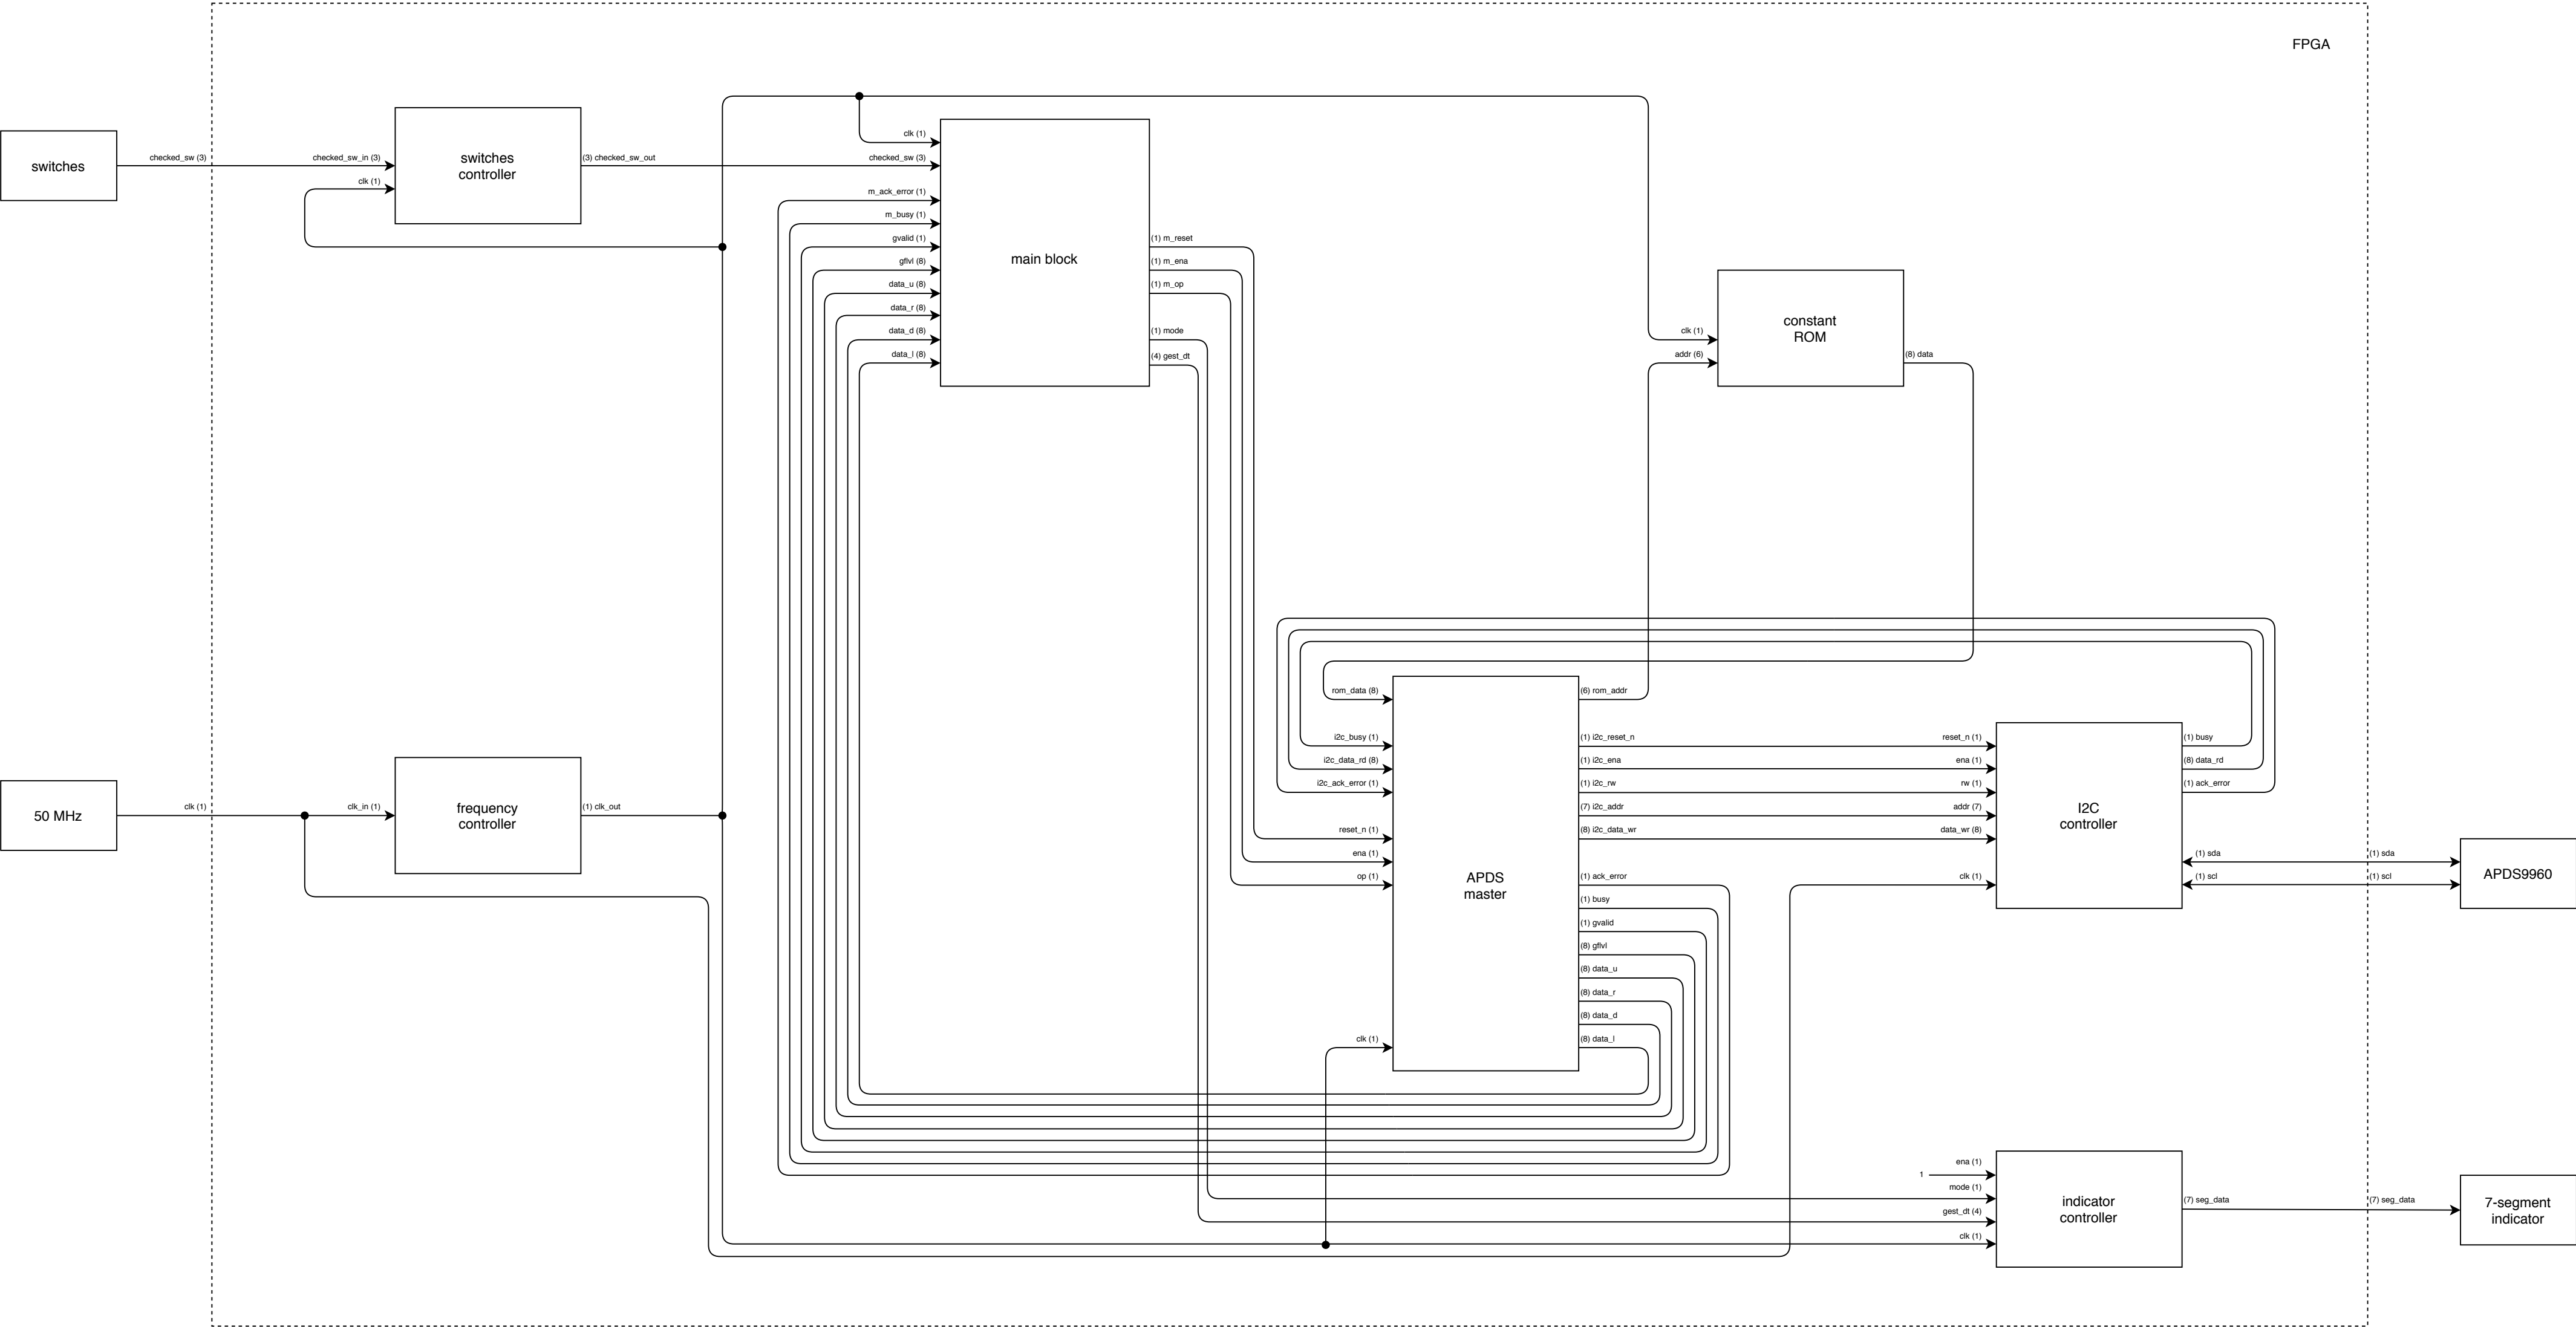 FPGA
switches
checked_sw (3)
checked_sw_in (3)
clk (1)
switches
controller
(3) checked_sw_out
clk (1)
checked_sw (3)
m_ack_error (1)
m_busy (1)
gvalid (1)
gflvl (8)
data_u (8)
data_r (8)
data_d (8)
data_l (8)
main block
(1) m_reset
(1) m_ena
(1) m_op
(1) mode
(4) gest_dt
clk (1)
addr (6)
constant
ROM
(8) data
50 MHz
clk (1)
clk_in (1)
frequency
controller
(1) clk_out
rom_data (8)
i2c_busy (1)
i2c_data_rd (8)
i2c_ack_error (1)
reset_n (1)
ena (1)
op (1)
clk (1)
APDS
master
(6) rom_addr
(1) i2c_reset_n
(1) i2c_ena
(1) i2c_rw
(7) i2c_addr
(8) i2c_data_wr
(1) ack_error
(1) busy
(1) gvalid
(8) gflvl
(8) data_u
(8) data_r
(8) data_d
(8) data_l
reset_n (1)
ena (1)
rw (1)
addr (7)
data_wr (8)
clk (1)
I2C
controller
(1) busy
(8) data_rd
(1) ack_error
(1) sda
(1) scl
(1) sda
(1) scl
APDS9960
ena (1)
1
mode (1)
gest_dt (4)
clk (1)
indicator
controller
(7) seg_data
(7) seg_data
7-segment
indicator